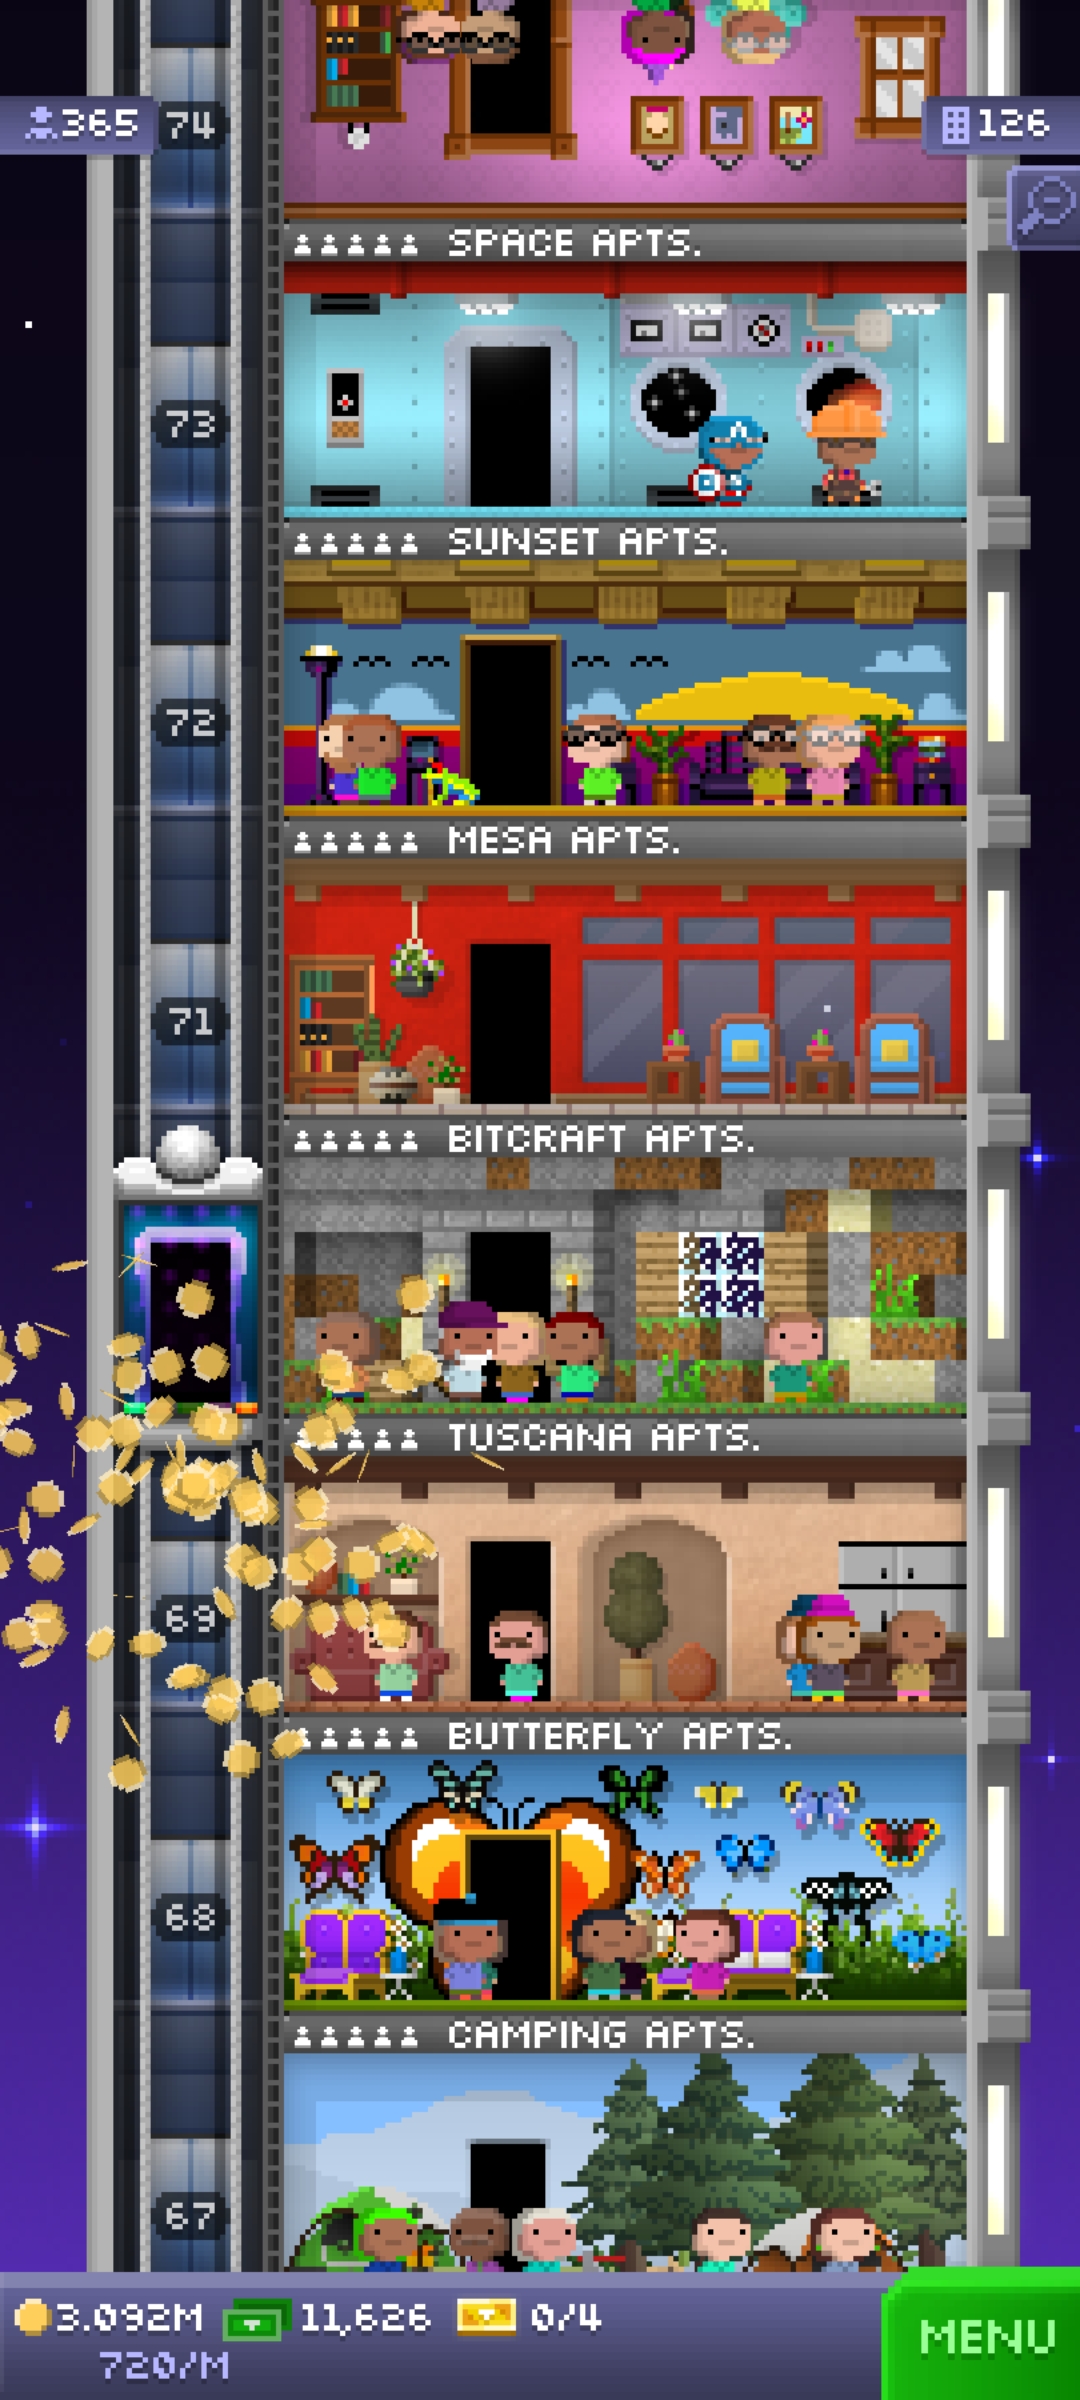 365
74
126
SPACE APTS.
73
SUNSET APTS.
72
MESA APTS.
71
BITCRAFT APTS.
TUSCANA APTS.
69
BUTTERFLY APTS.
68
CAMPING APTS.
67
3.092M 11,626 0/4
720/M
MENU